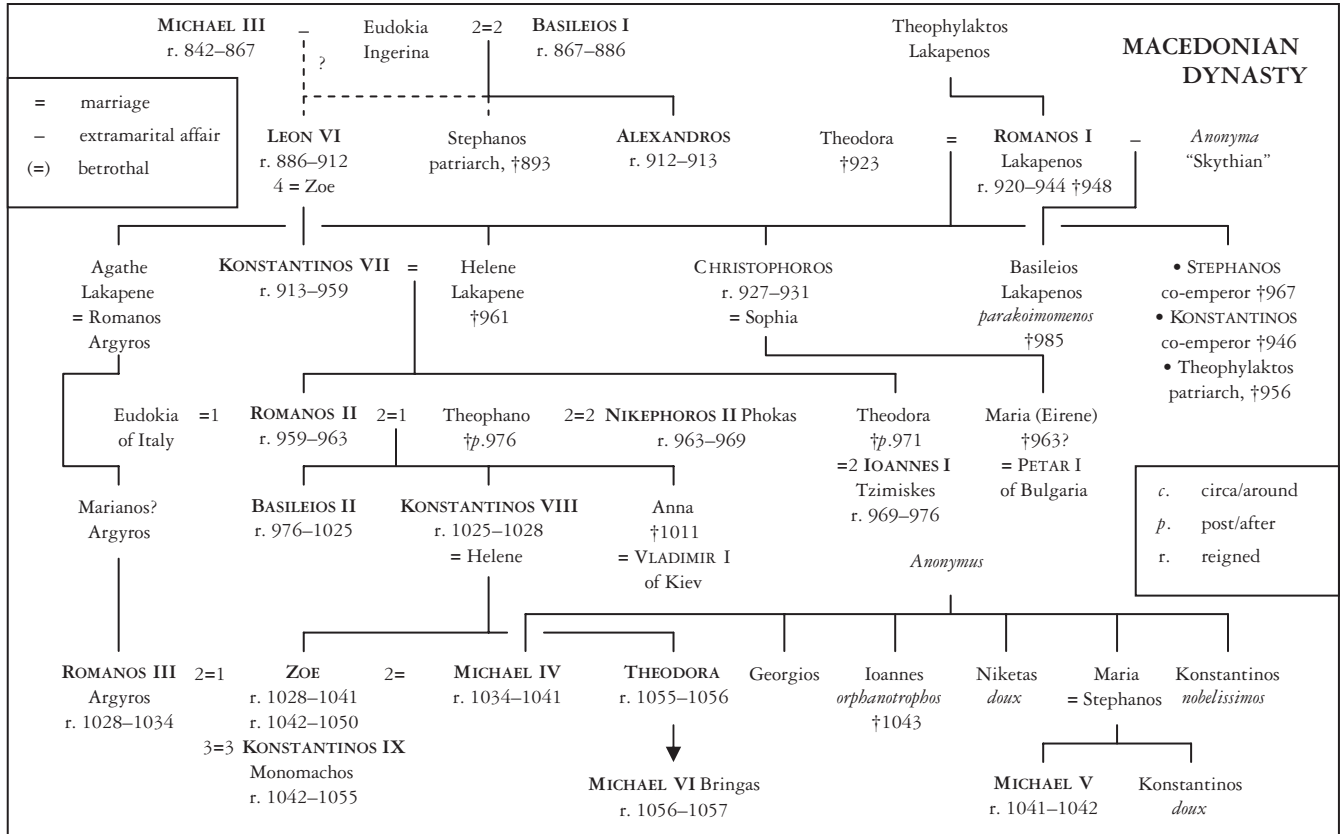 MACEDONIAN
DYNASTY
MICHAEL III
r. 842–867
–
?
Eudokia
Ingerina
2=2
BASILEIOS I
r. 867–886
Theophylaktos
Lakapenos
= marriage
– extramarital affair
(=) betrothal
LEON VI
r. 886–912
4 = Zoe
Stephanos
patriarch, †893
ALEXANDROS
r. 912–913
Theodora
†923
=
ROMANOS I
Lakapenos
r. 920–944 †948
–
Anonyma
“Skythian”
Agathe
Lakapene
= Romanos
Argyros
KONSTANTINOS VII =
r. 913–959
Helene
Lakapene
†961
CHRISTOPHOROS
r. 927–931
= Sophia
Basileios
Lakapenos
parakoimomenos
†985
• STEPHANOS
co-emperor †967
• KONSTANTINOS
co-emperor †946
• Theophylaktos
patriarch, †956
Eudokia =1
of Italy
ROMANOS II 2=1
r. 959–963
Theophano
†p.976
2=2 NIKEPHOROS II Phokas
r. 963–969
Theodora
†p.971
=2 IOANNES I
Tzimiskes
r. 969–976
Maria (Eirene)
†963?
= PETAR I
of Bulgaria
Marianos?
Argyros
BASILEIOS II
r. 976–1025
KONSTANTINOS VIII
r. 1025–1028
= Helene
Anna
†1011
= VLADIMIR I
of Kiev
c. circa/around
p. post/after
r. reigned
Anonymus
ROMANOS III 2=1
Argyros
r. 1028–1034
ZOE 2=
r. 1028–1041
r. 1042–1050
3=3 KONSTANTINOS IX
Monomachos
r. 1042–1055
MICHAEL IV
r. 1034–1041
THEODORA
r. 1055–1056
MICHAEL VI Bringas
r. 1056–1057
Georgios
Ioannes
orphanotrophos
†1043
Niketas
doux
Maria
= Stephanos
Konstantinos
nobelissimos
MICHAEL V
r. 1041–1042
Konstantinos
doux